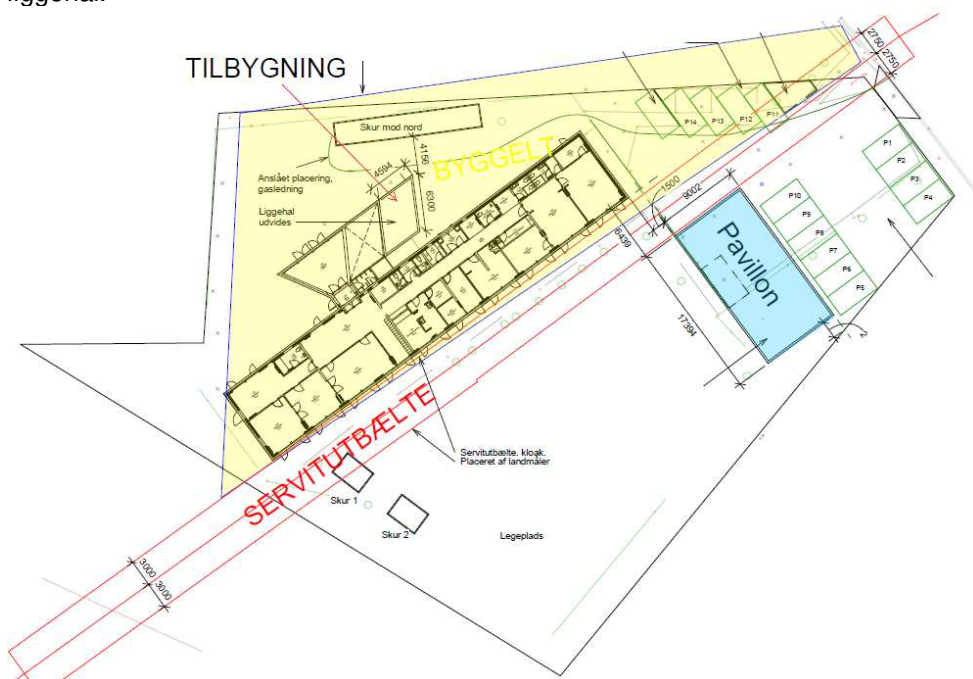 liggehal.
TILBYGNING
2750
2750
Skur mod nord
P14
P13
P12
P11
P1
P2
P3
P4
4156
BYGGELT
4594
Anslået placering,
gasledning
6300
Liggehal
udvides
1500
9002
P10
P9
P8
P7
P6
P5
6439
Pavillon
17394
2
SERVITUTBÆLTE
Servitutbælte. kloak.
Placeret af landmåler
Skur 1
Skur 2
Legeplads
3000
3000